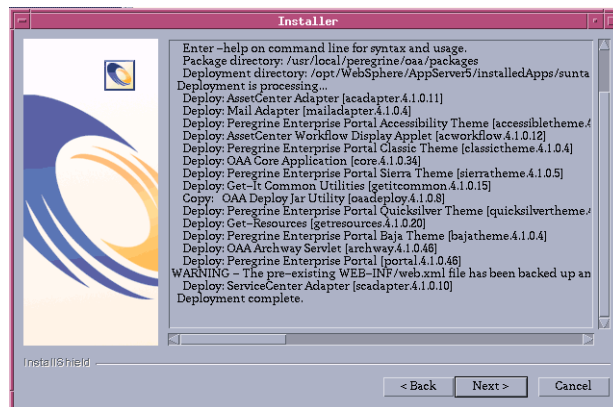 Installer
Enter -help on command line for syntax and usage.
Package directory: /usr/local/peregrine/oaa/packages
Deployment directory: /opt/WebSphere/AppServer5/installedApps/sunta
Deployment is processing...
Deploy: AssetCenter Adapter [acadapter.4.1.0.11]
Deploy: Mail Adapter [mailadapter.4.1.0.4]
Deploy: Peregrine Enterprise Portal Accessibility Theme [accessibletheme.4
Deploy: AssetCenter Workflow Display Applet [acworkflow.4.1.0.12]
Deploy: Peregrine Enterprise Portal Classic Theme [classictheme.4.1.0.4]
Deploy: OAA Core Application [core.4.1.0.34]
Deploy: Peregrine Enterprise Portal Sierra Theme [sierratheme.4.1.0.5]
Deploy: Get-It Common Utilities [getitcommon.4.1.0.15]
Copy: OAA Deploy Jar Utility [oaadeploy.4.1.0.8]
Deploy: Peregrine Enterprise Portal Quicksilver Theme [quicksilvertheme.4
Deploy: Get-Resources [getresources.4.1.0.20]
Deploy: Peregrine Enterprise Portal Baja Theme [bajatheme.4.1.0.4]
Deploy: OAA Archway Servlet [archway.4.1.0.46]
Deploy: Peregrine Enterprise Portal [portal.4.1.0.46]
WARNING - The pre-existing WEB-INF/web.xml file has been backed up an
Deploy: ServiceCenter Adapter [scadapter.4.1.0.10]
Deployment complete.
InstallShield
< Back
Next >
Cancel